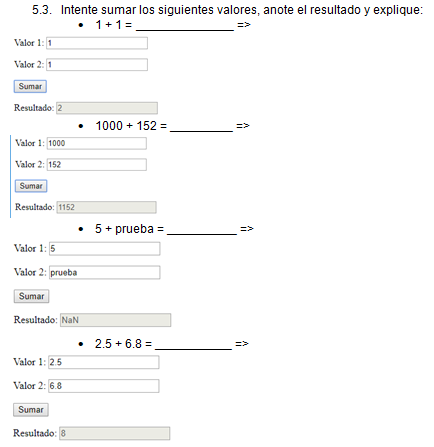 5.3. Intente sumar los siguientes valores, anote el resultado y explique:
• 1 + 1 = ______________ =>
Valor 1: 1
Valor 2: 1
Sumar
Resultado: 2
• 1000 + 152 = _________ =>
Valor 1: 1000
Valor 2: 152
Sumar
Resultado: 1152
• 5 + prueba = __________ =>
Valor 1: 5
Valor 2: prueba
Sumar
Resultado: NaN
• 2.5 + 6.8 = ___________ =>
Valor 1: 2.5
Valor 2: 6.8
Sumar
Resultado: 8